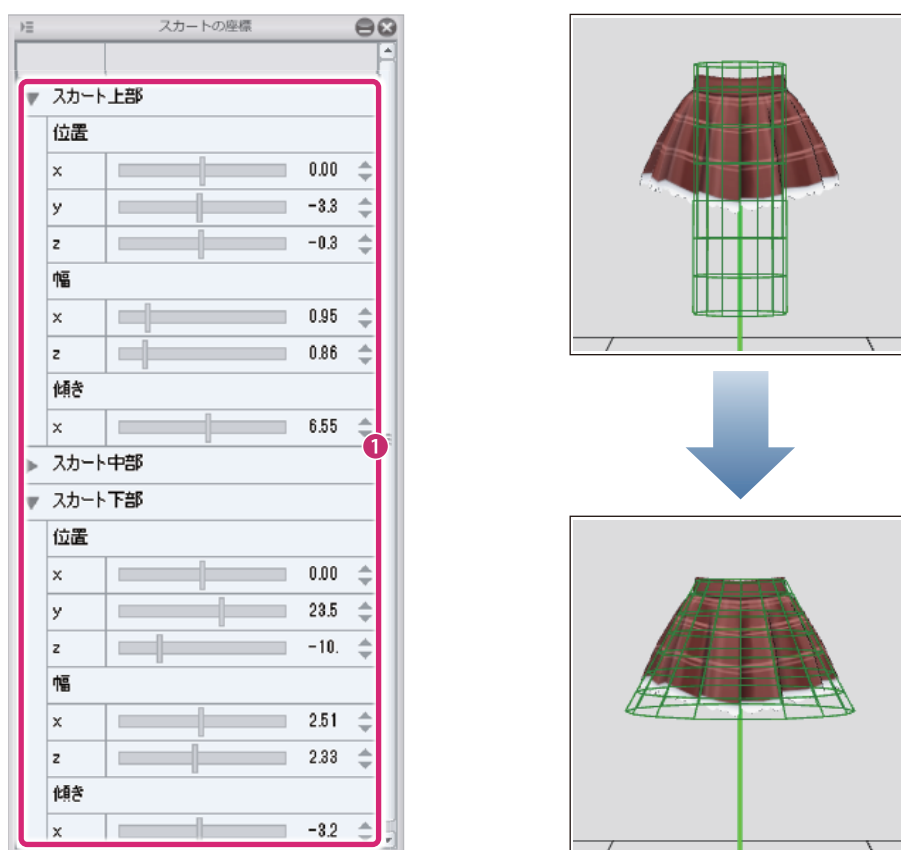 スカートの座標
スカート上部
位置
x 0.00
y -3.3
z -0.3
幅
x 0.95
z 0.86
傾き
x 6.55
1
スカート中部
スカート下部
位置
x 0.00
y 23.5
z -10.
幅
x 2.51
z 2.33
傾き
x -3.2